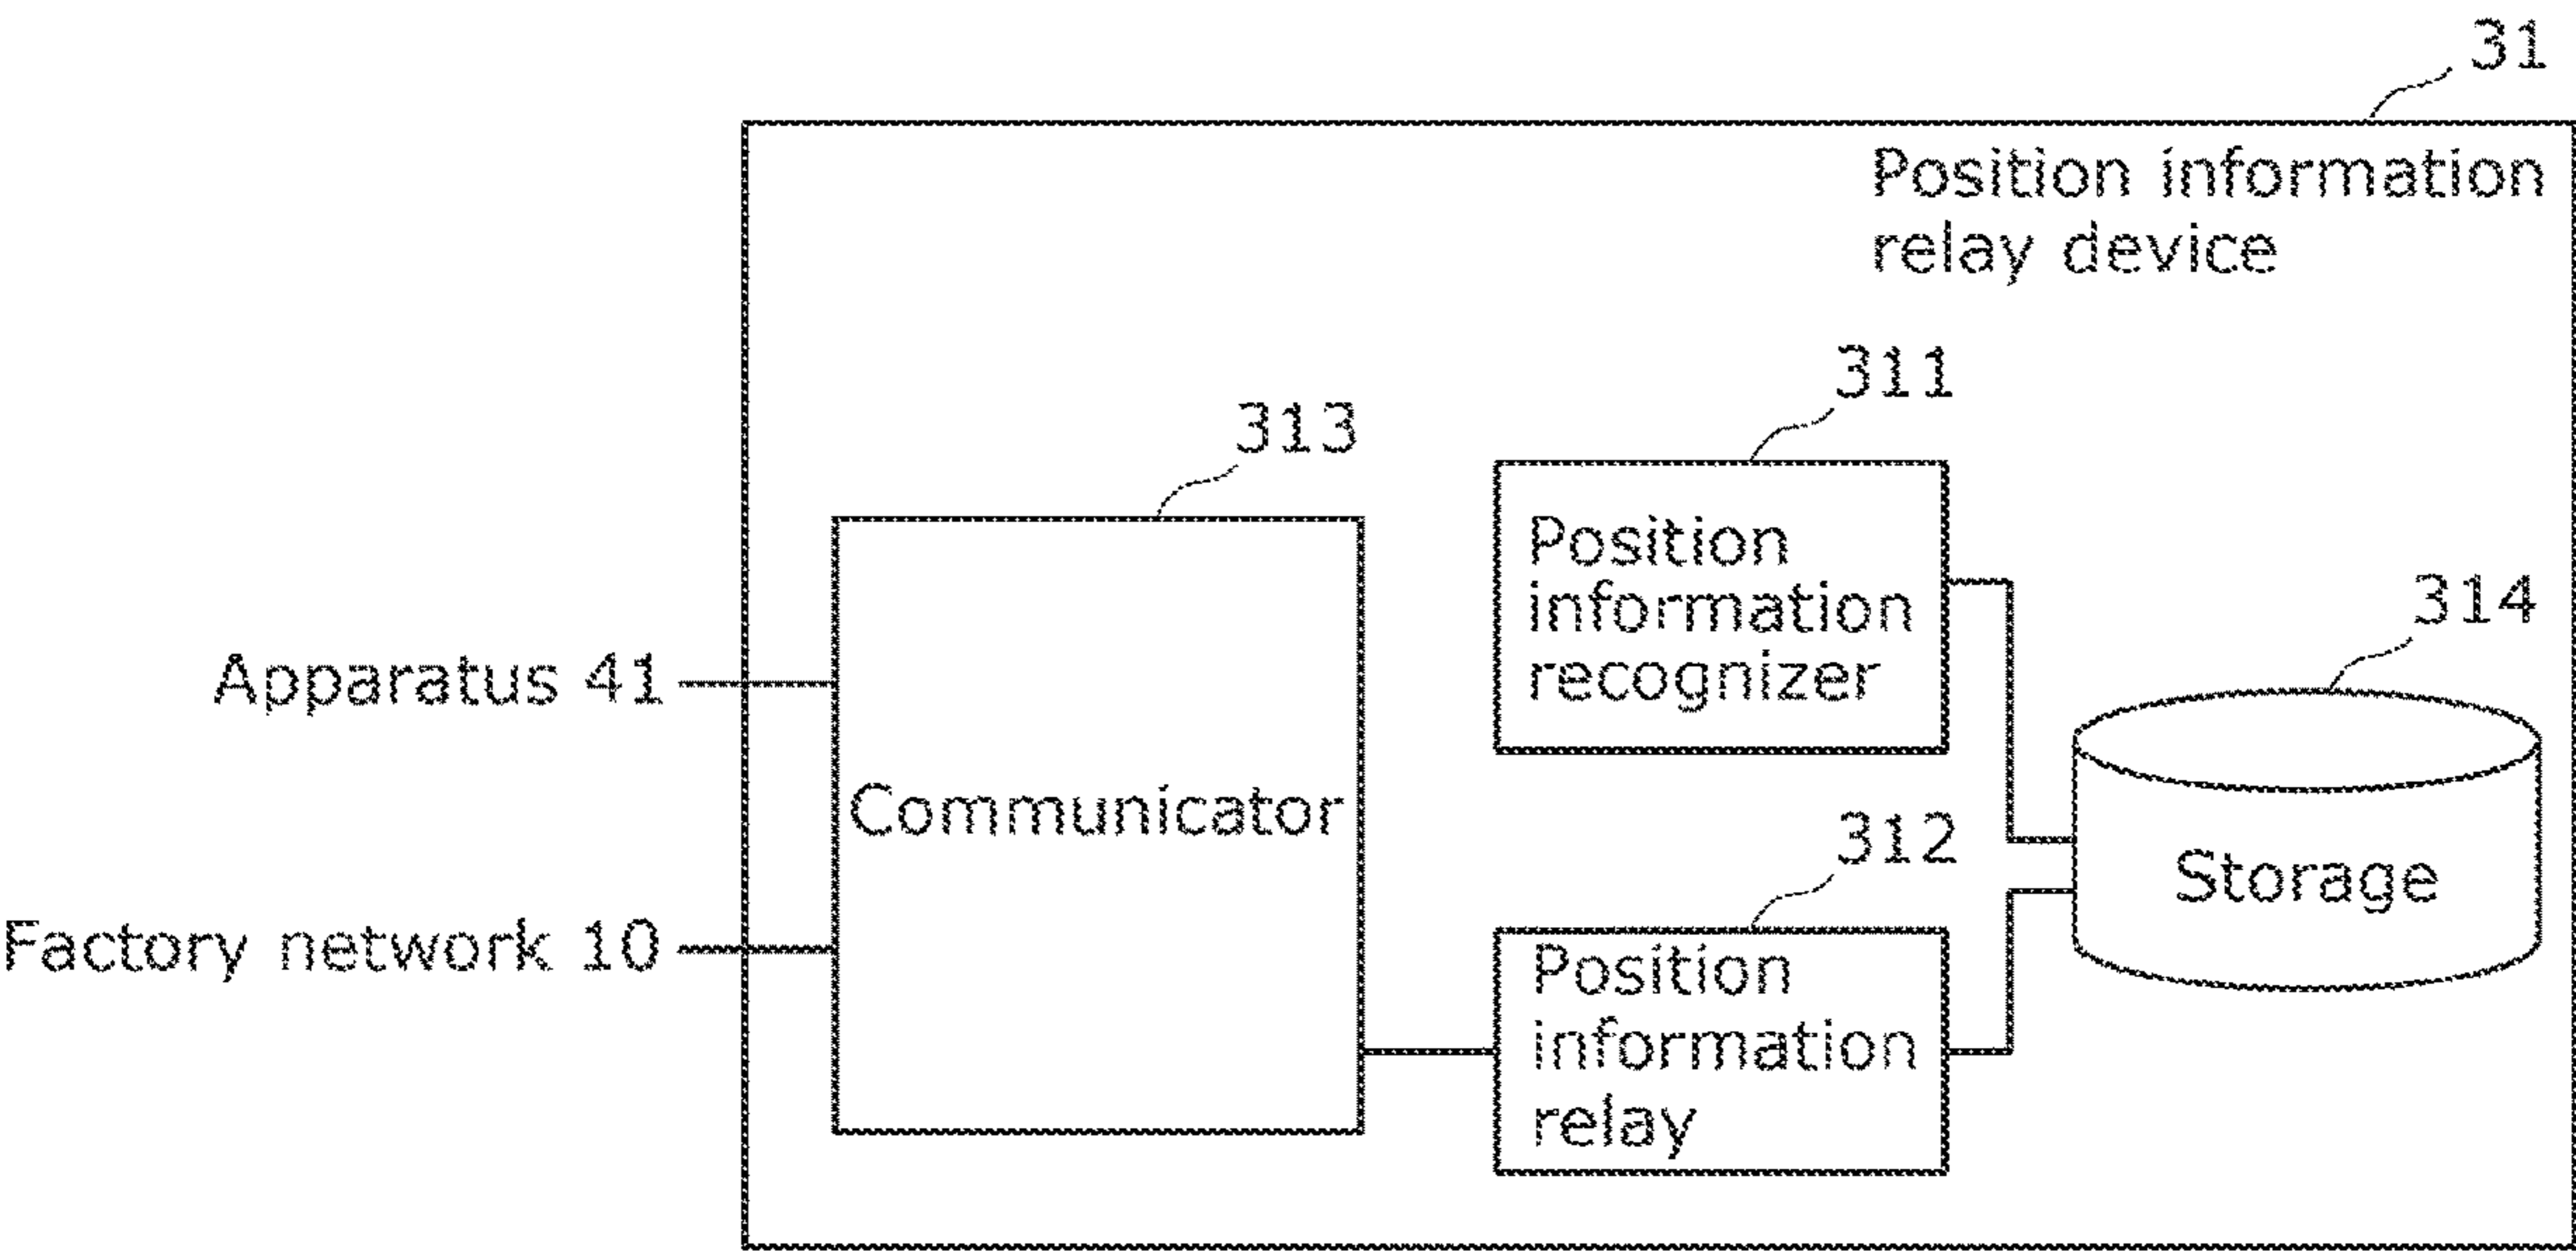 31
Position information
relay device
311
313
Position
information
recognizer
314
Apparatus 41
Communicator
312
Storage
Factory network 10
Position
information
relay